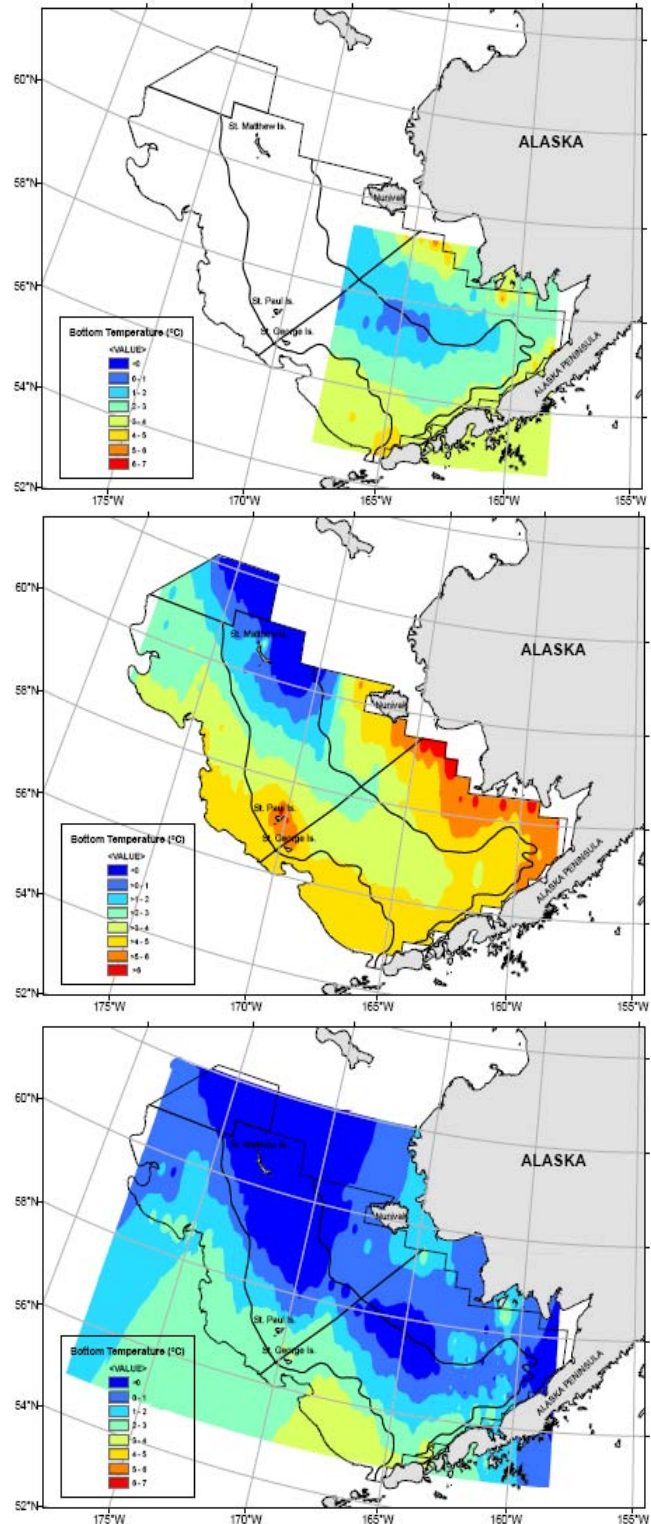 60°N
St. Matthew Is.
ALASKA
58°N
Nunivak
56°N
St. Paul Is.
St. George Is.
Bottom Temperature (ºC)
<VALUE>
<0
0 - 1
1 - 2
2 - 3
3 - 4
4 - 5
5 - 6
6 - 7
54°N
ALASKA PENINSULA
52°N
175°W
170°W
165°W
160°W
155°W
60°N
St. Matthew Is.
ALASKA
58°N
Nunivak
56°N
St. Paul Is.
St. George Is.
Bottom Temperature (ºC)
<VALUE>
<0
>0 - 1
>1 - 2
>2 - 3
>3 - 4
>4 - 5
>5 - 6
>6
54°N
ALASKA PENINSULA
52°N
175°W
170°W
165°W
160°W
155°W
60°N
St. Matthew Is.
ALASKA
58°N
Nunivak
56°N
St. Paul Is.
St. George Is.
Bottom Temperature (ºC)
<VALUE>
<0
0 - 1
1 - 2
2 - 3
3 - 4
4 - 5
5 - 6
6 - 7
54°N
ALASKA PENINSULA
52°N
175°W
170°W
165°W
160°W
155°W